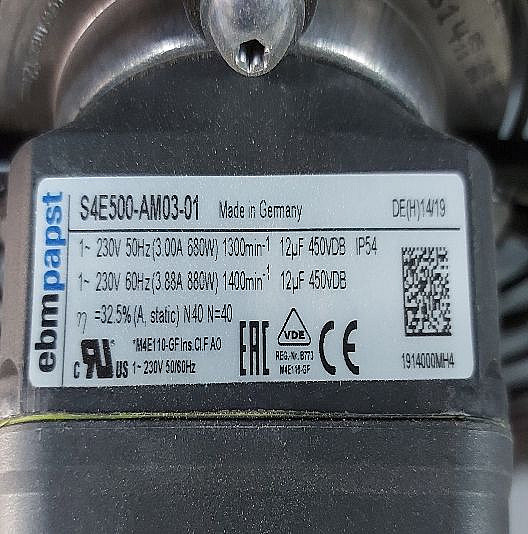 ebmpapst
S4E500-AM03-01 Made in Germany DE(H)14/19
1~ 230V 50Hz(3.00A 680W) 1300min-1 12µF 450VDB IP54
1~ 230V 60Hz(3.88A 880W) 1400min-1 12µF 450VDB
η =32.5% (A, static) N40 N=40
C US *M4E110-GF Ins.Cl.F AO
1~ 230V 50/60Hz
EAC
VDE
REG.-Nr. B773
M4E110-GF
CE
1914000MH4